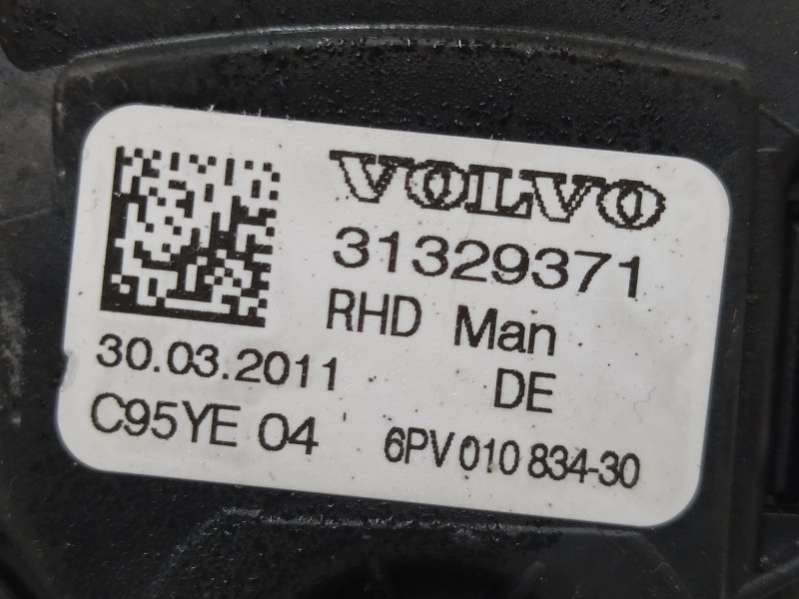 VOLVO
31329371
RHD Man
30.03.2011
DE
C95YE 04
6PV 010 834-30